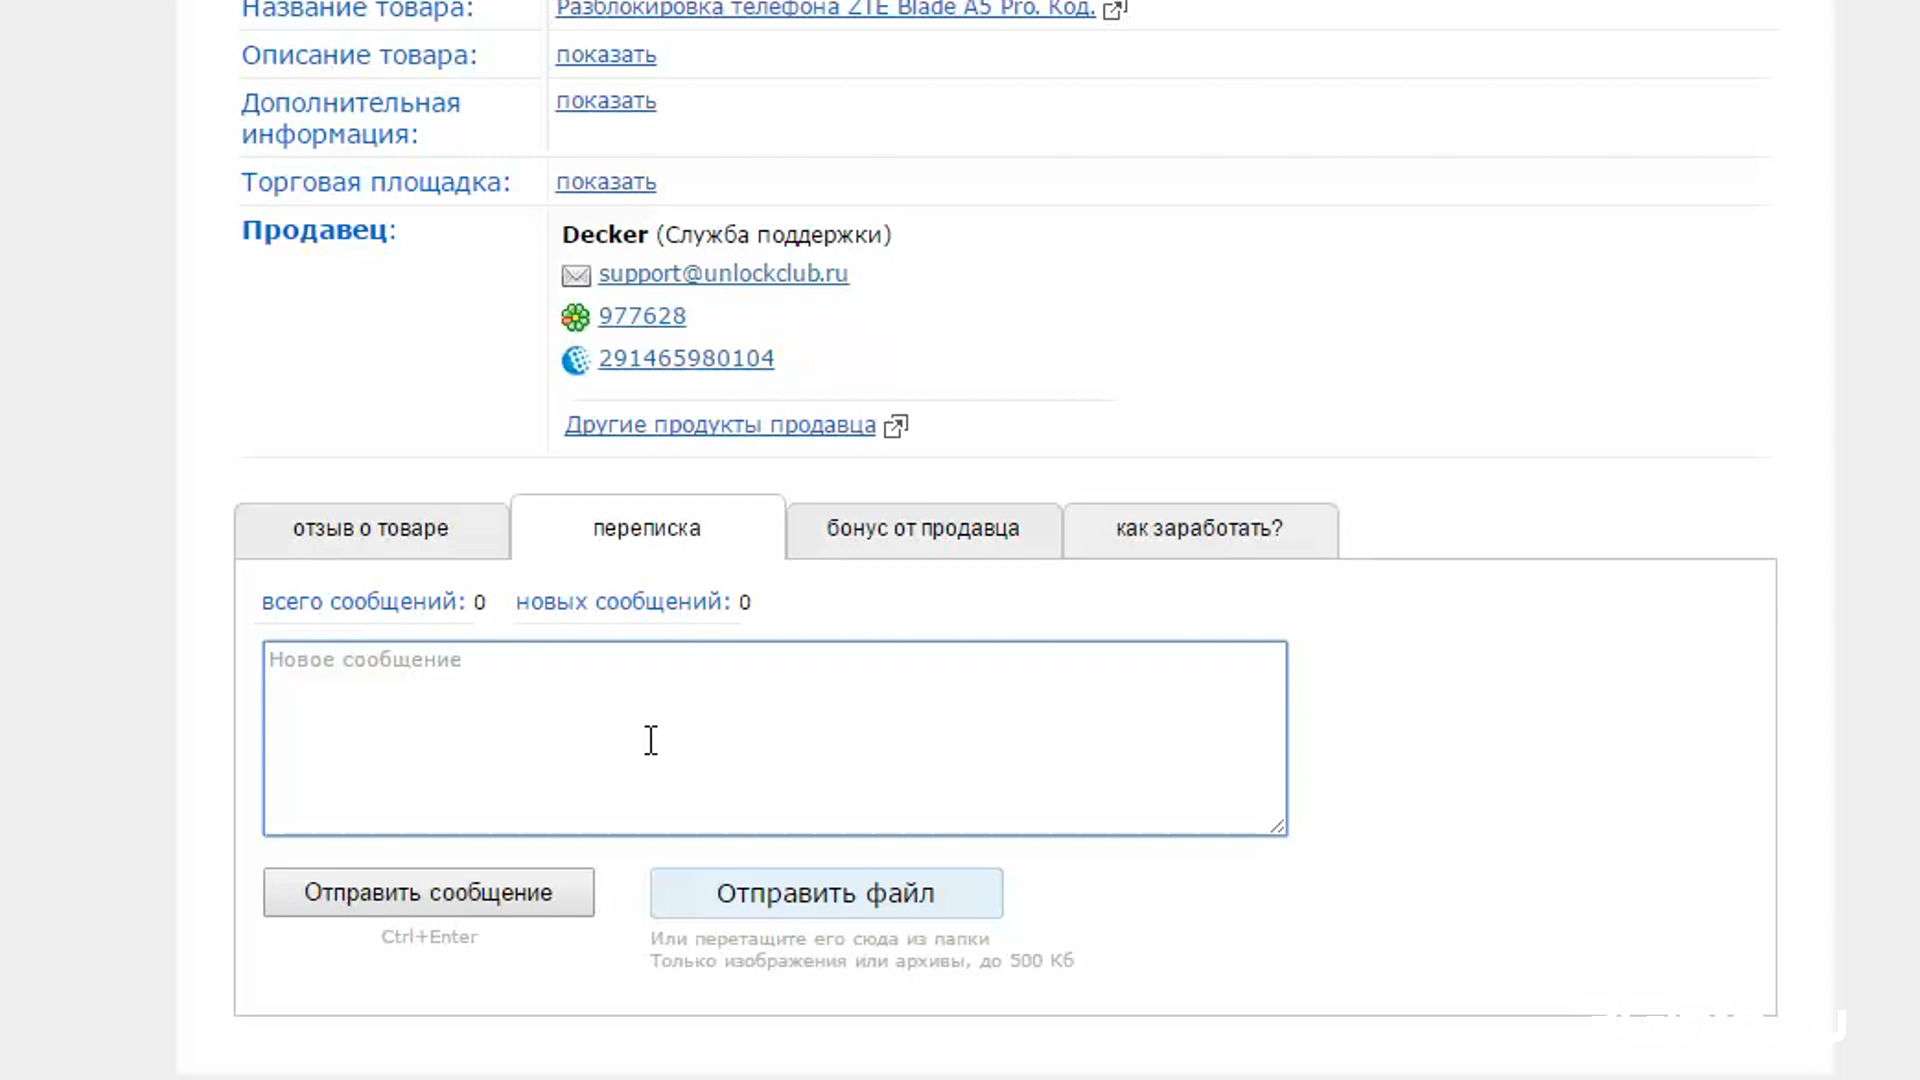 Название товара: Разблокировка телефона ZTE Blade A5 Pro. Код.
Описание товара: показать
Дополнительная показать
информация:
Торговая площадка: показать
Продавец: Decker (Служба поддержки)
support@unlockclub.ru
977628
291465980104
Другие продукты продавца
отзыв о товаре переписка бонус от продавца как заработать?
всего сообщений: 0 новых сообщений: 0
Новое сообщение
Отправить сообщение Отправить файл
Ctrl+Enter Или перетащите его сюда из папки
Только изображения или архивы, до 500 Кб